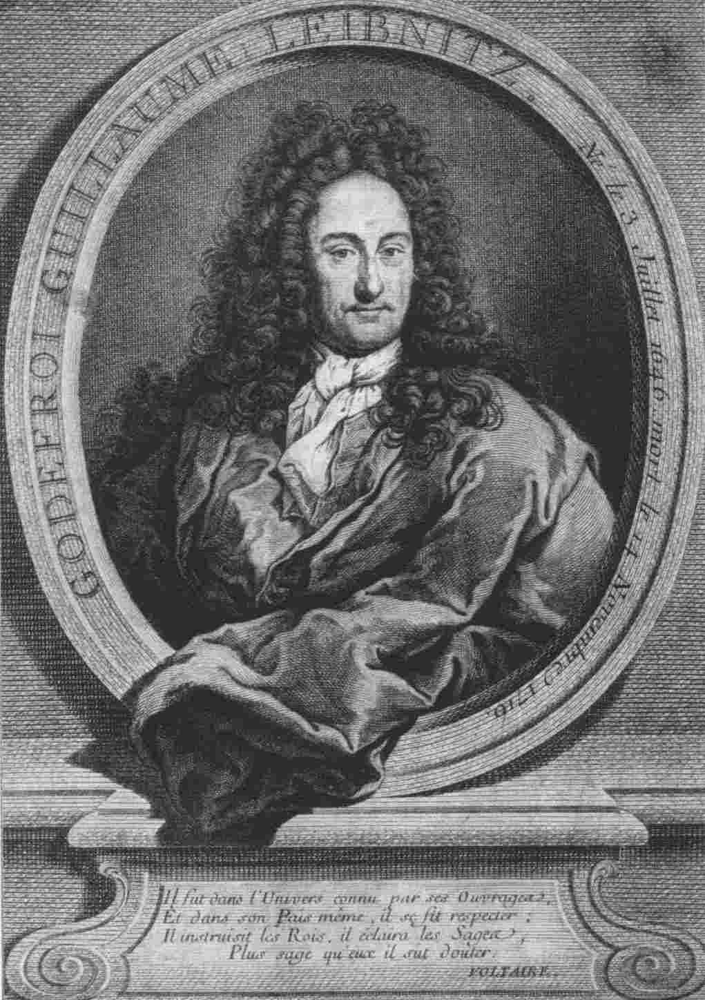 GODEFROI GUILLAUME LEIBNITZ.
Né le 3 Juillet 1646 mort le 14 Novembre 1716.
Il fut dans l'Univers connu par ses Ouvrages,
Et dans son Païs même, il se fit respecter;
Il instruisit les Rois, il éclaira les Sages,
Plus sage qu'eux il sut douter.
VOLTAIRE.